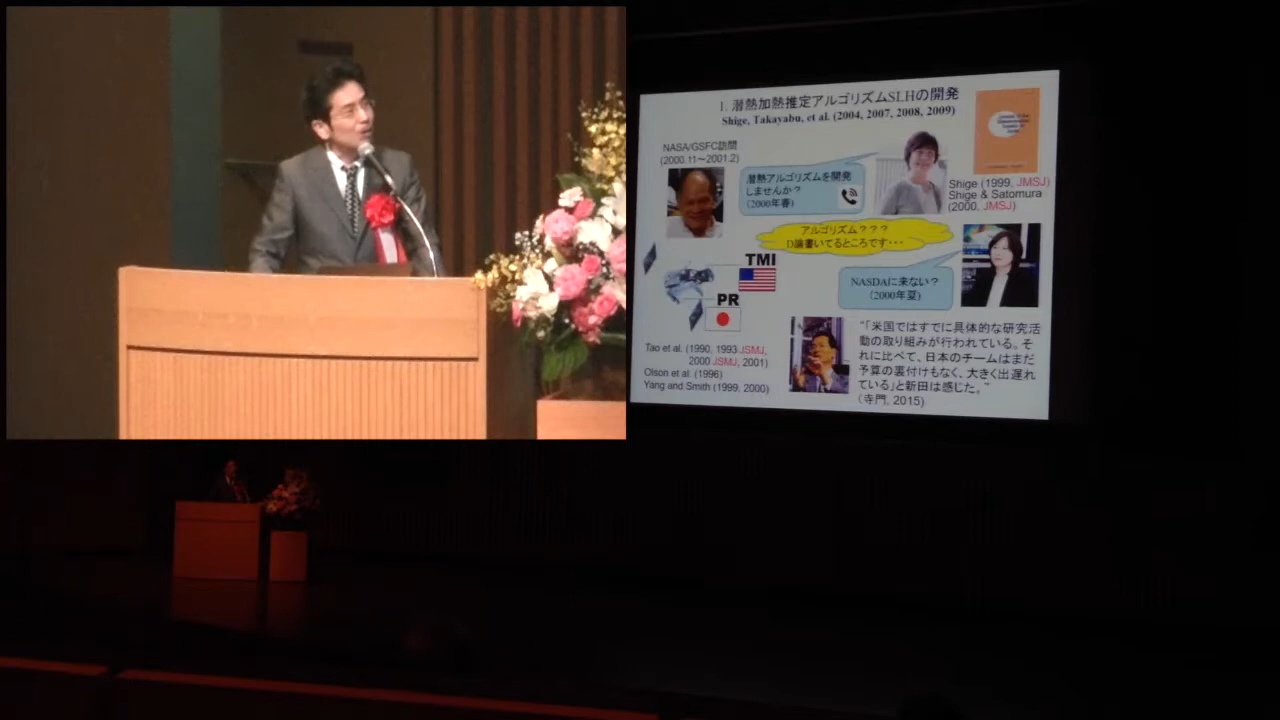 1. 潜熱加熱推定アルゴリズムSLHの開発
Shige, Takayabu, et al. (2004, 2007, 2008, 2009)
NASA/GSFC訪問
(2000.11～2001.2)
潜熱アルゴリズムを開発
しませんか？
(2000年春)
Shige (1999, JMSJ)
Shige & Satomura
(2000, JMSJ)
アルゴリズム？？？
D論書いてるところです・・・
TMI
PR
NASDAに来ない？
(2000年夏)
Tao et al. (1990, 1993 JSMJ,
2000 JSMJ, 2001)
Olson et al. (1996)
Yang and Smith (1999, 2000)
"「米国ではすでに具体的な研究活
動の取り組みが行われている。そ
れに比べて、日本のチームはまだ
予算の裏付けもなく、大きく出遅れ
ている」と新田は感じた。"
(寺門, 2015)